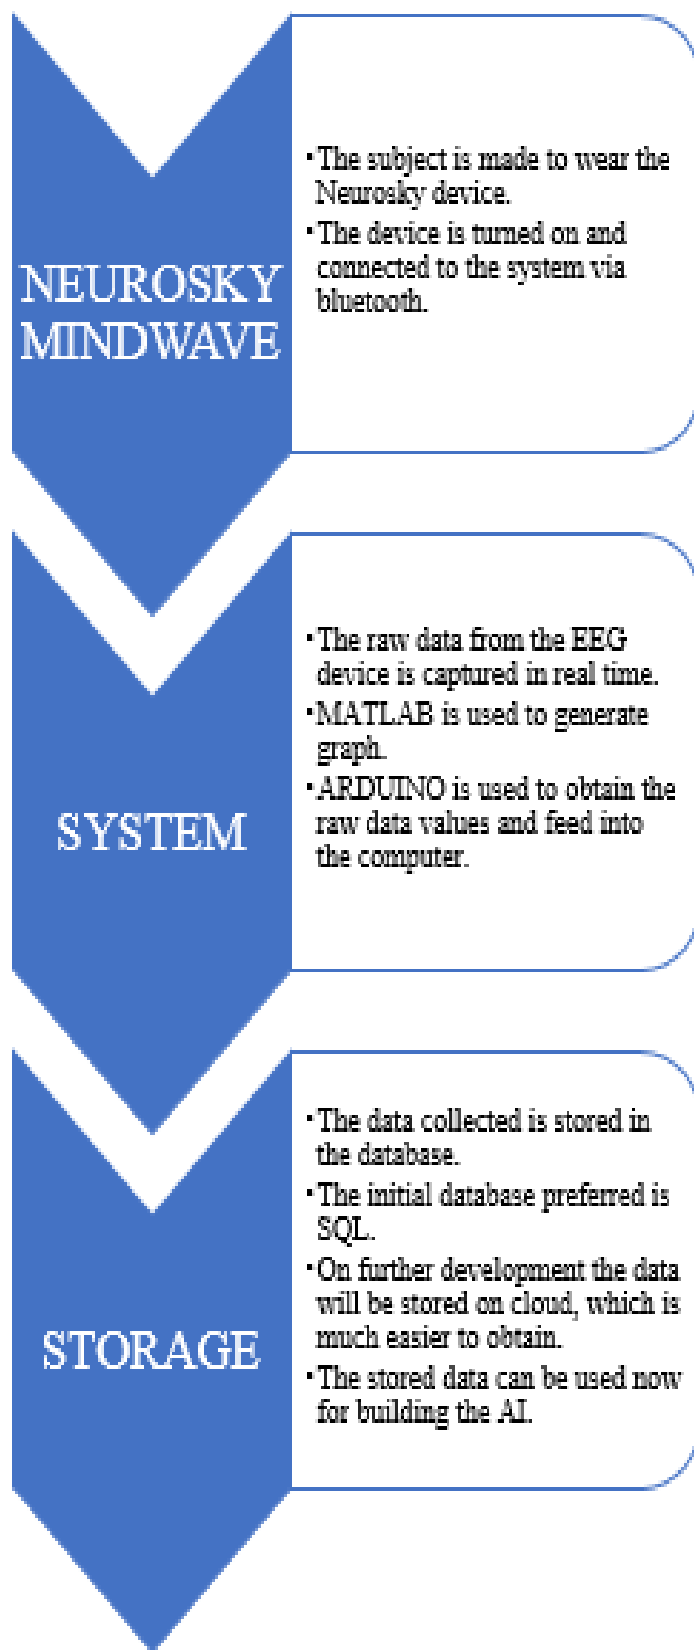 NEUROSKY
MINDWAVE
•The subject is made to wear the
Neurosky device.
•The device is turned on and
connected to the system via
bluetooth.
SYSTEM
•The raw data from the EEG
device is captured in real time.
•MATLAB is used to generate
graph.
•ARDUINO is used to obtain the
raw data values and feed into
the computer.
STORAGE
•The data collected is stored in
the database.
•The initial database preferred is
SQL.
•On further development the data
will be stored on cloud, which is
much easier to obtain.
•The stored data can be used now
for building the AI.